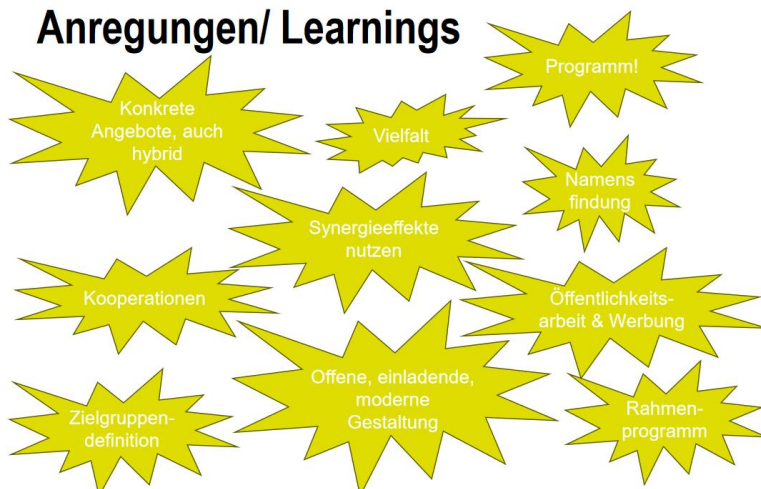 Anregungen/ Learnings
Programm!
Konkrete
Angebote, auch
hybrid
Vielfalt
Namens
findung
Synergieeffekte
nutzen
Kooperationen
Öffentlichkeits-
arbeit & Werbung
Offene, einladende,
moderne
Gestaltung
Zielgruppen-
definition
Rahmen-
programm